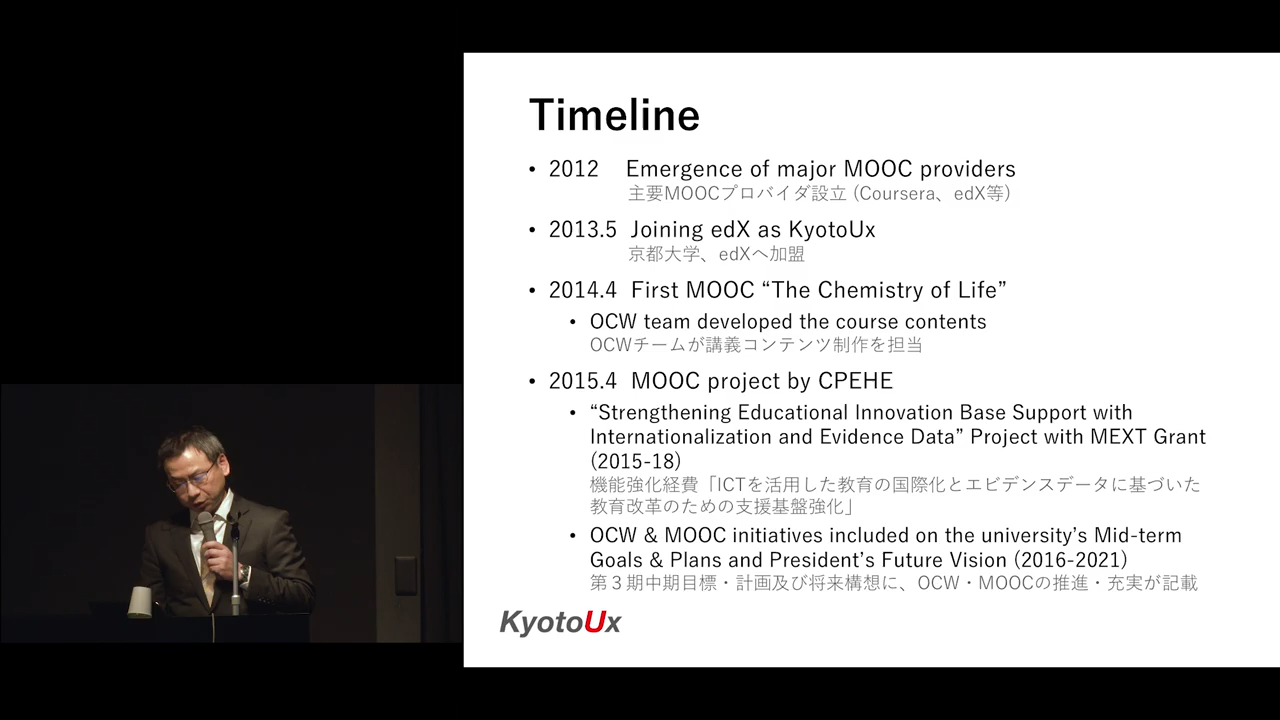 Timeline
• 2012 Emergence of major MOOC providers
主要MOOCプロバイダ設立 (Coursera、edX等)
• 2013.5 Joining edX as KyotoUx
京都大学、edXへ加盟
• 2014.4 First MOOC “The Chemistry of Life”
• OCW team developed the course contents
OCWチームが講義コンテンツ制作を担当
• 2015.4 MOOC project by CPEHE
• “Strengthening Educational Innovation Base Support with
Internationalization and Evidence Data” Project with MEXT Grant
(2015-18)
機能強化経費「ICTを活用した教育の国際化とエビデンスデータに基づいた
教育改革のための支援基盤強化」
• OCW & MOOC initiatives included on the university’s Mid-term
Goals & Plans and President’s Future Vision (2016-2021)
第３期中期目標・計画及び将来構想に、OCW・MOOCの推進・充実が記載
KyotoUx